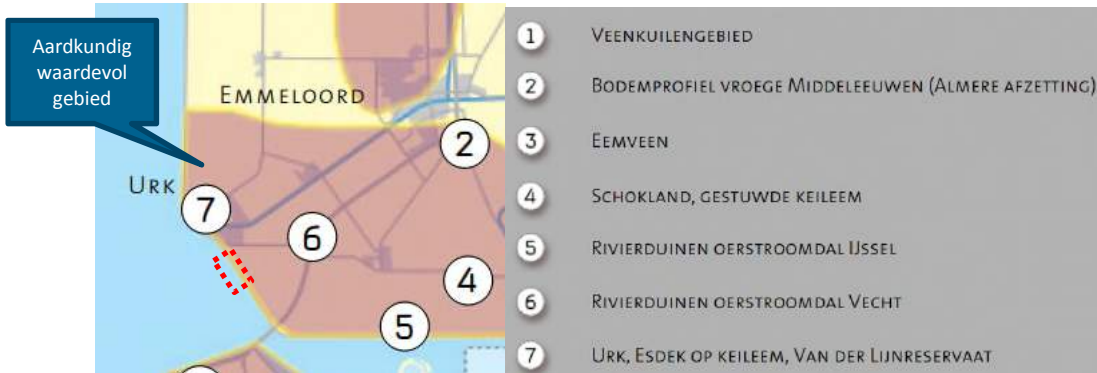 Aardkundig
waardevol
gebied
EMMELOORD
URK
2
7
6
4
5
1 VEENKUILENGEBIED
2 BODEMPROFIEL VROEGE MIDDELEEUWEN (ALMERE AFZETTING)
3 EEMVEEN
4 SCHOKLAND, GESTUWDE KEILEEM
5 RIVIERDUINEN OERSTROOMDAL IJSSEL
6 RIVIERDUINEN OERSTROOMDAL VECHT
7 URK, ESDEK OP KEILEEM, VAN DER LIJNRESERVAAT